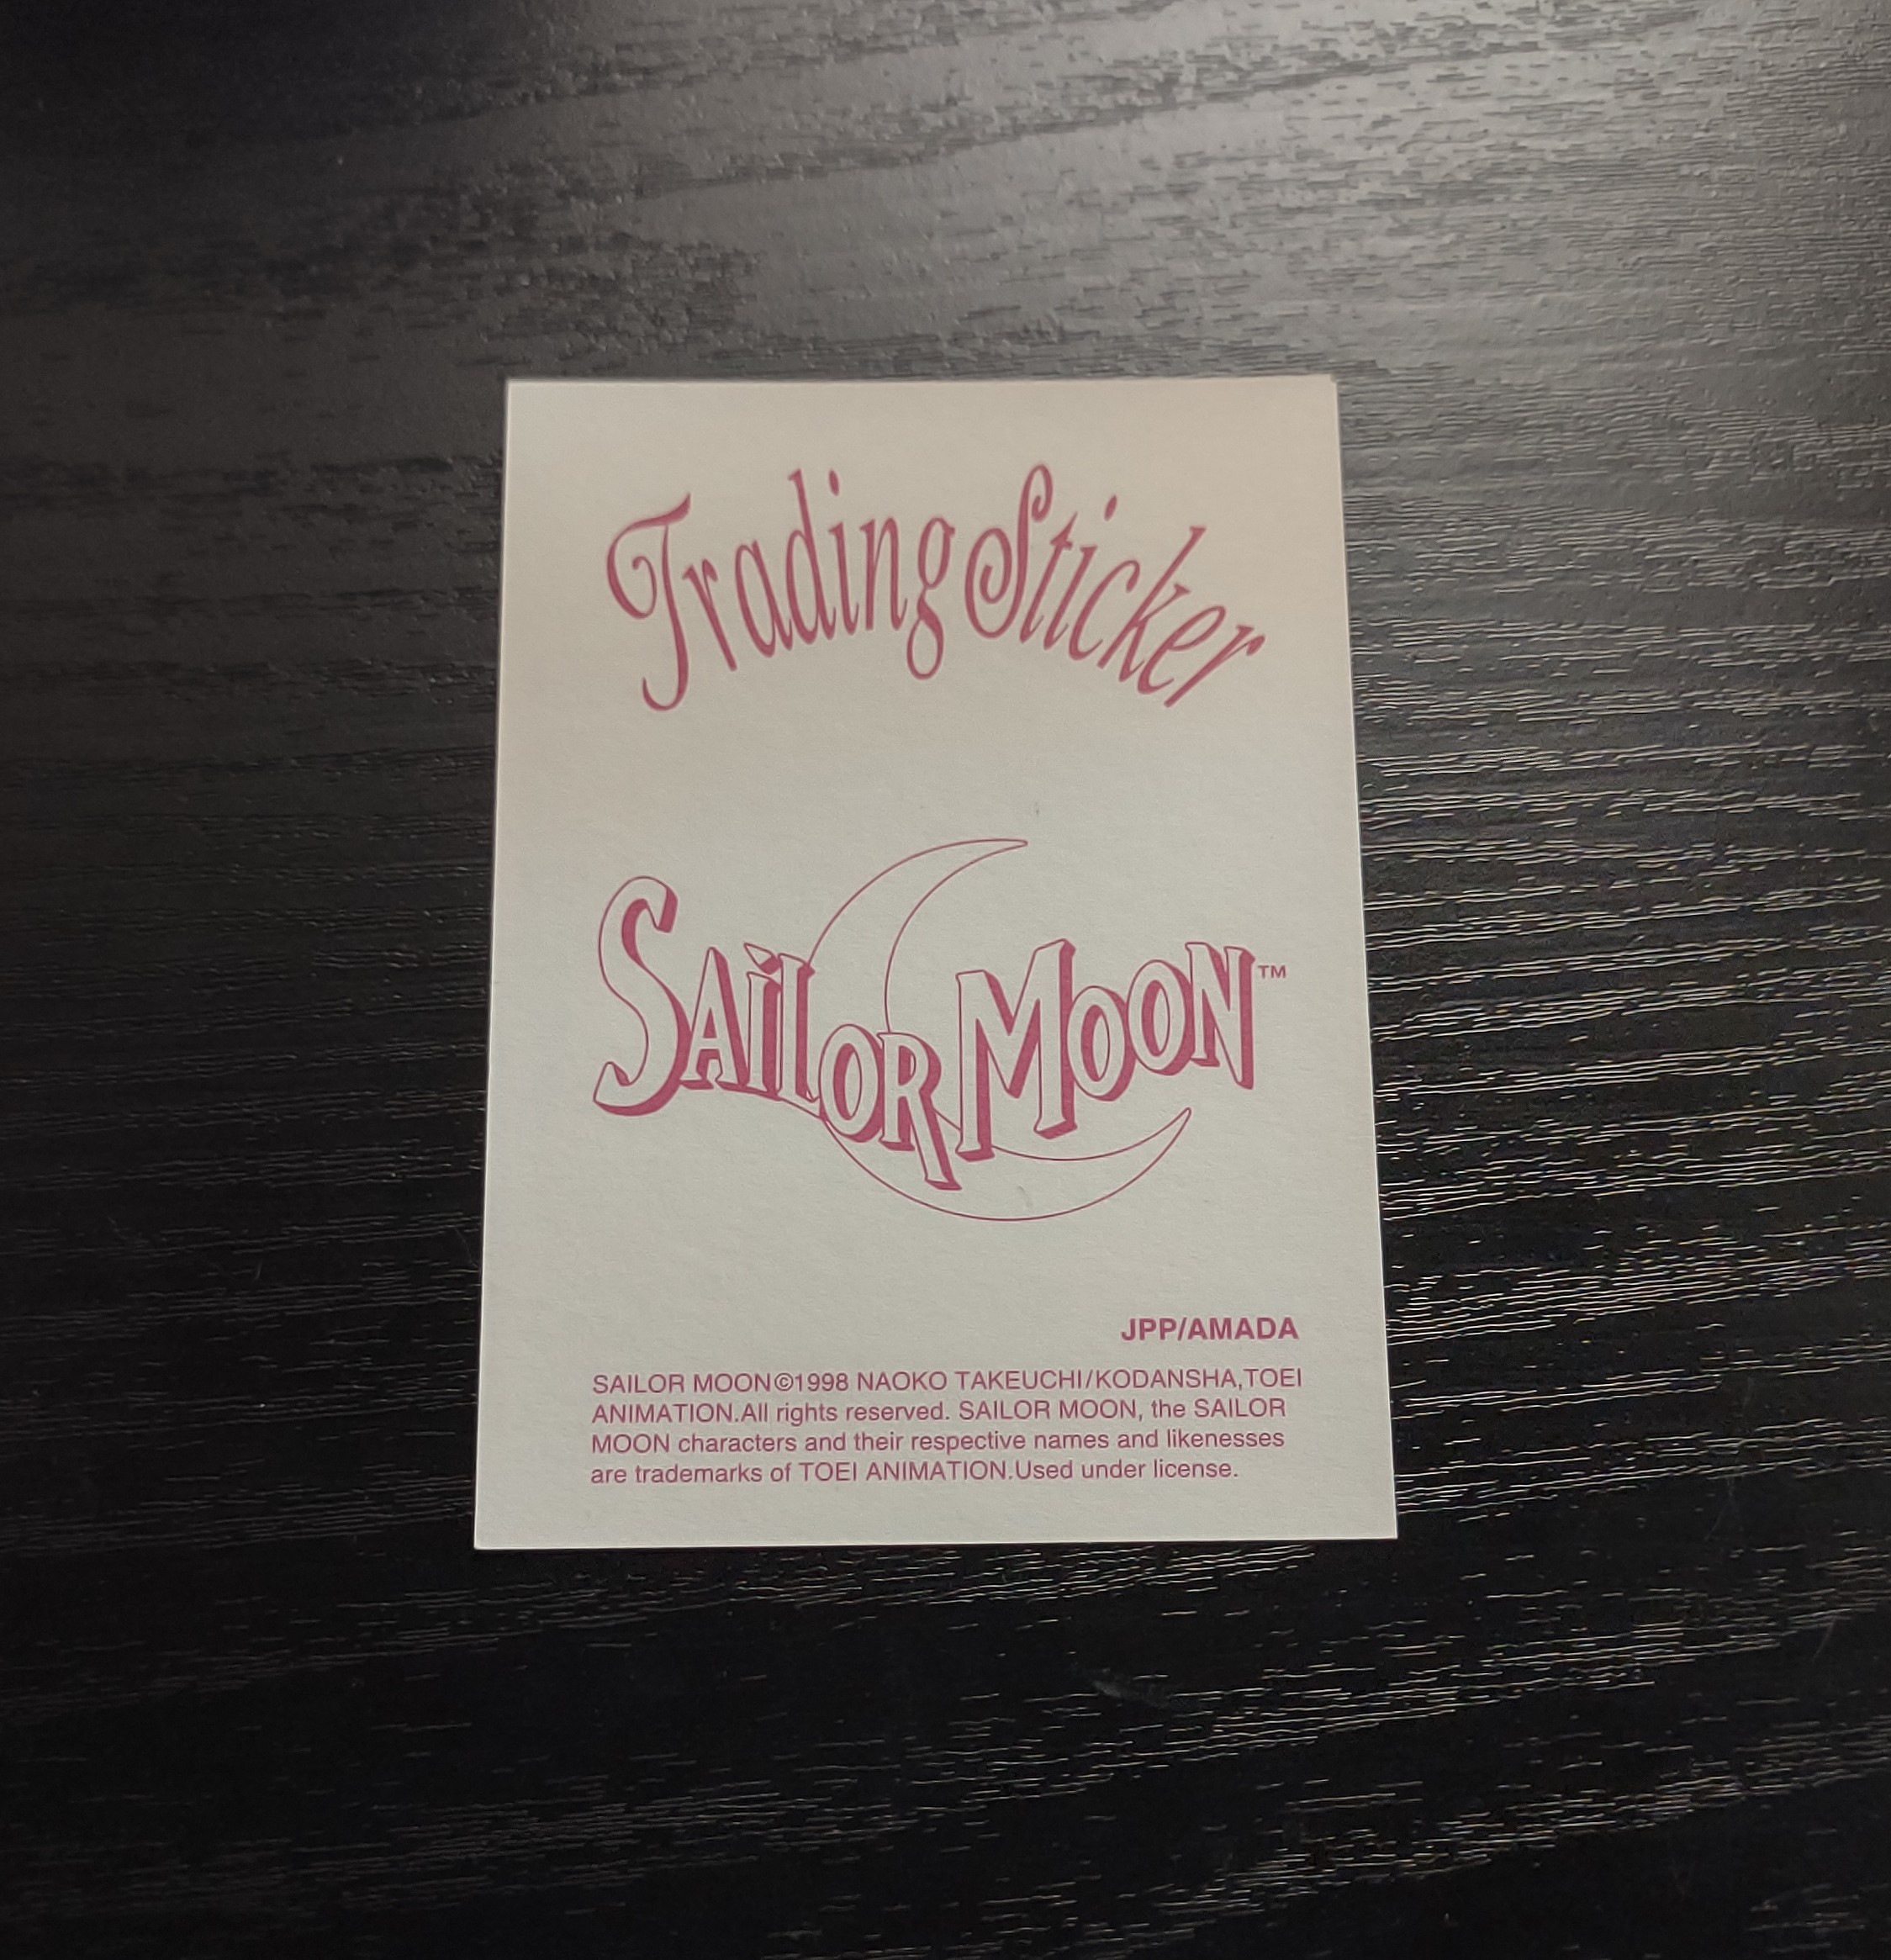 Trading Sticker
SAiLOR MOON™
JPP/AMADA
SAILOR MOON©1998 NAOKO TAKEUCHI/KODANSHA,TOEI
ANIMATION.All rights reserved. SAILOR MOON, the SAILOR
MOON characters and their respective names and likenesses
are trademarks of TOEI ANIMATION.Used under license.